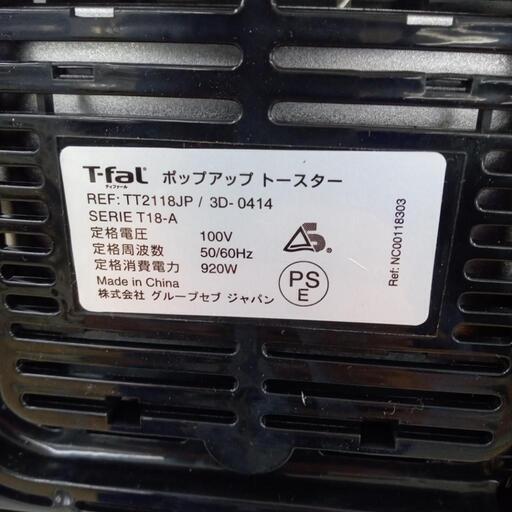 T-fal ポップアップ トースター
ティファール
REF: TT2118JP / 3D-0414
SERIE T18-A
定格電圧 100V
定格周波数 50/60Hz
定格消費電力 920W
Made in China
株式会社 グループセブ ジャパン
PS
E
Ref: NC00118303